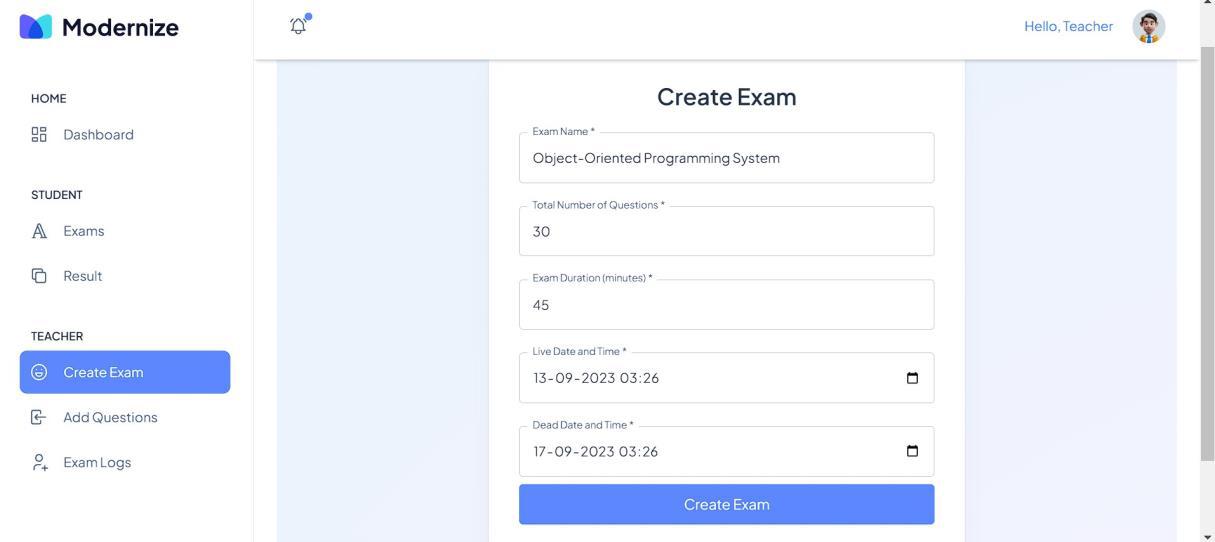 Modernize
Hello, Teacher
HOME
Dashboard
STUDENT
Exams
Result
TEACHER
Create Exam
Add Questions
Exam Logs
Create Exam
Exam Name *
Object-Oriented Programming System
Total Number of Questions *
30
Exam Duration (minutes) *
45
Live Date and Time *
13-09-2023 03:26
Dead Date and Time *
17-09-2023 03:26
Create Exam